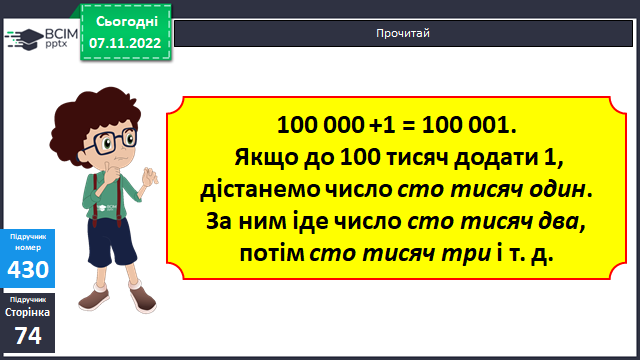 Сьогодні
07.11.2022
ВСІМ
pptx
Прочитай
100 000 +1 = 100 001.
Якщо до 100 тисяч додати 1,
дістанемо число сто тисяч один.
За ним іде число сто тисяч два,
потім сто тисяч три і т. д.
ВСІМ
Підручник
номер
430
Підручник
Сторінка
74